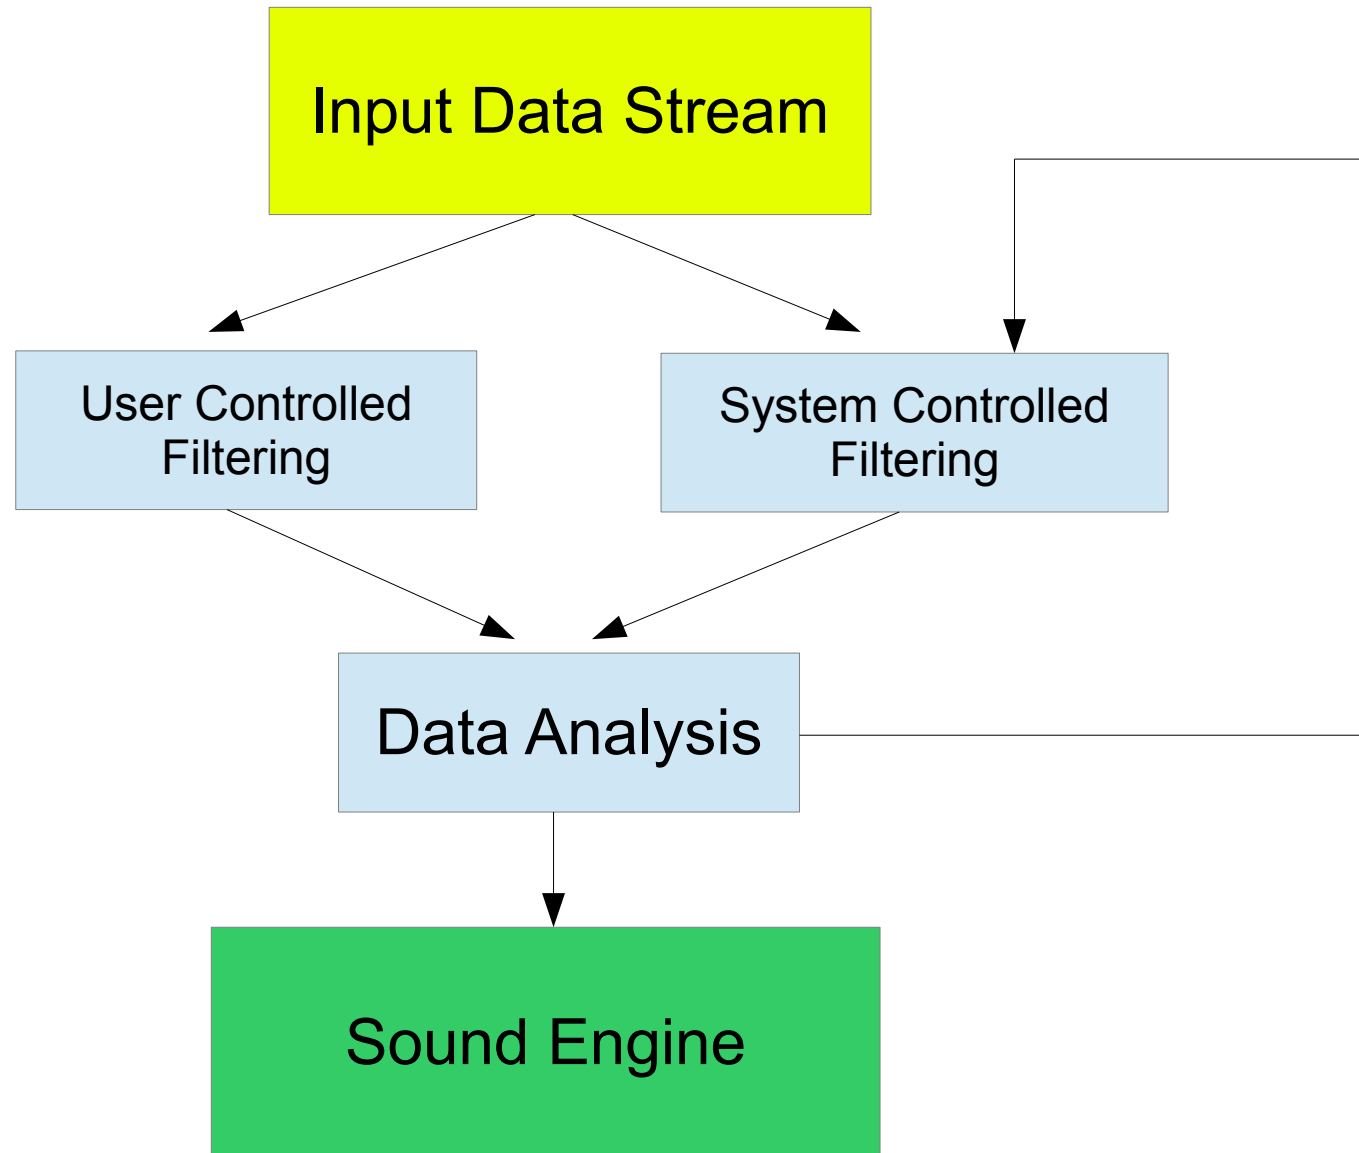 Input Data Stream
User Controlled
Filtering
System Controlled
Filtering
Data Analysis
Sound Engine